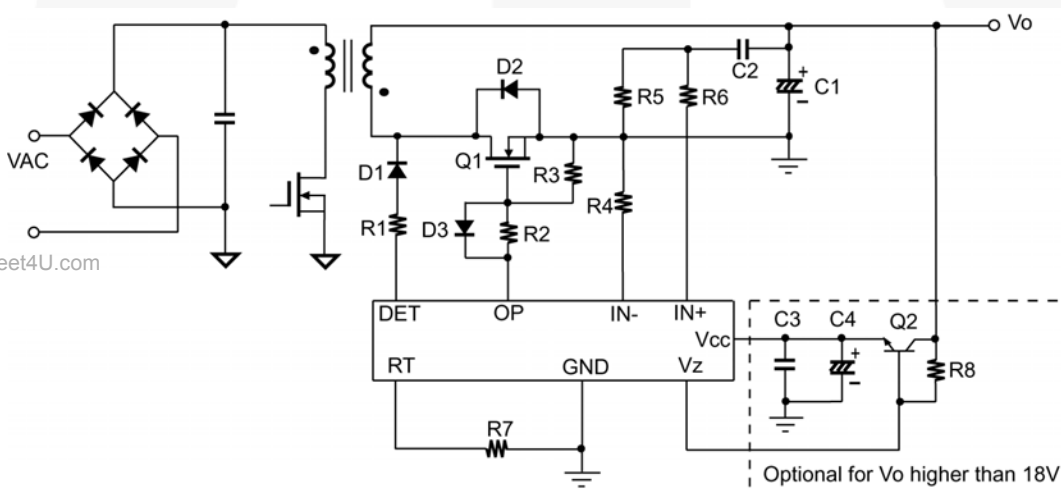 Vo
D2
C2
C1
R5
R6
VAC
D1
Q1
R3
R4
R1
D3
R2
eet4U.com
DET
OP
IN-
IN+
Vcc
C3
C4
Q2
RT
GND
Vz
R8
R7
Optional for Vo higher than 18V